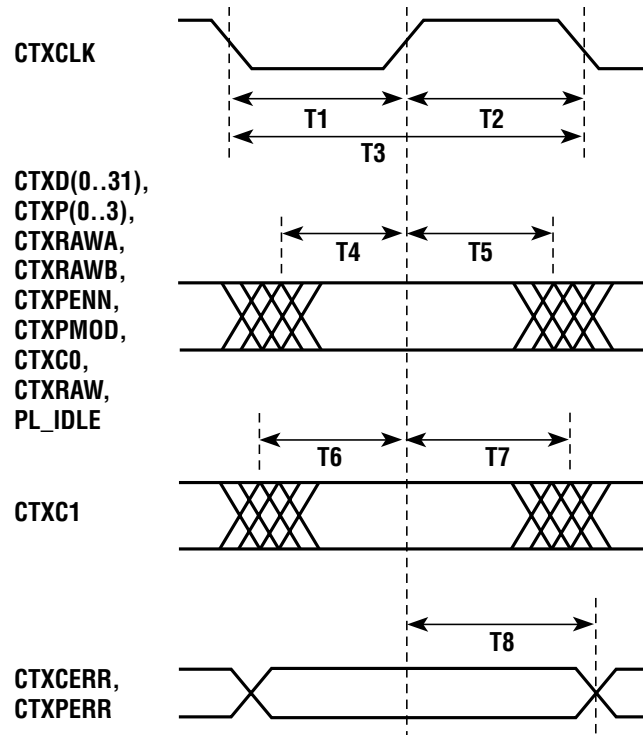 CTXCLK
T1
T2
T3
CTXD(0..31),
CTXP(0..3),
CTXRAWA,
CTXRAWB,
CTXPENN,
CTXPMOD,
CTXC0,
CTXRAW,
PL_IDLE
T4
T5
T6
T7
CTXC1
T8
CTXCERR,
CTXPERR